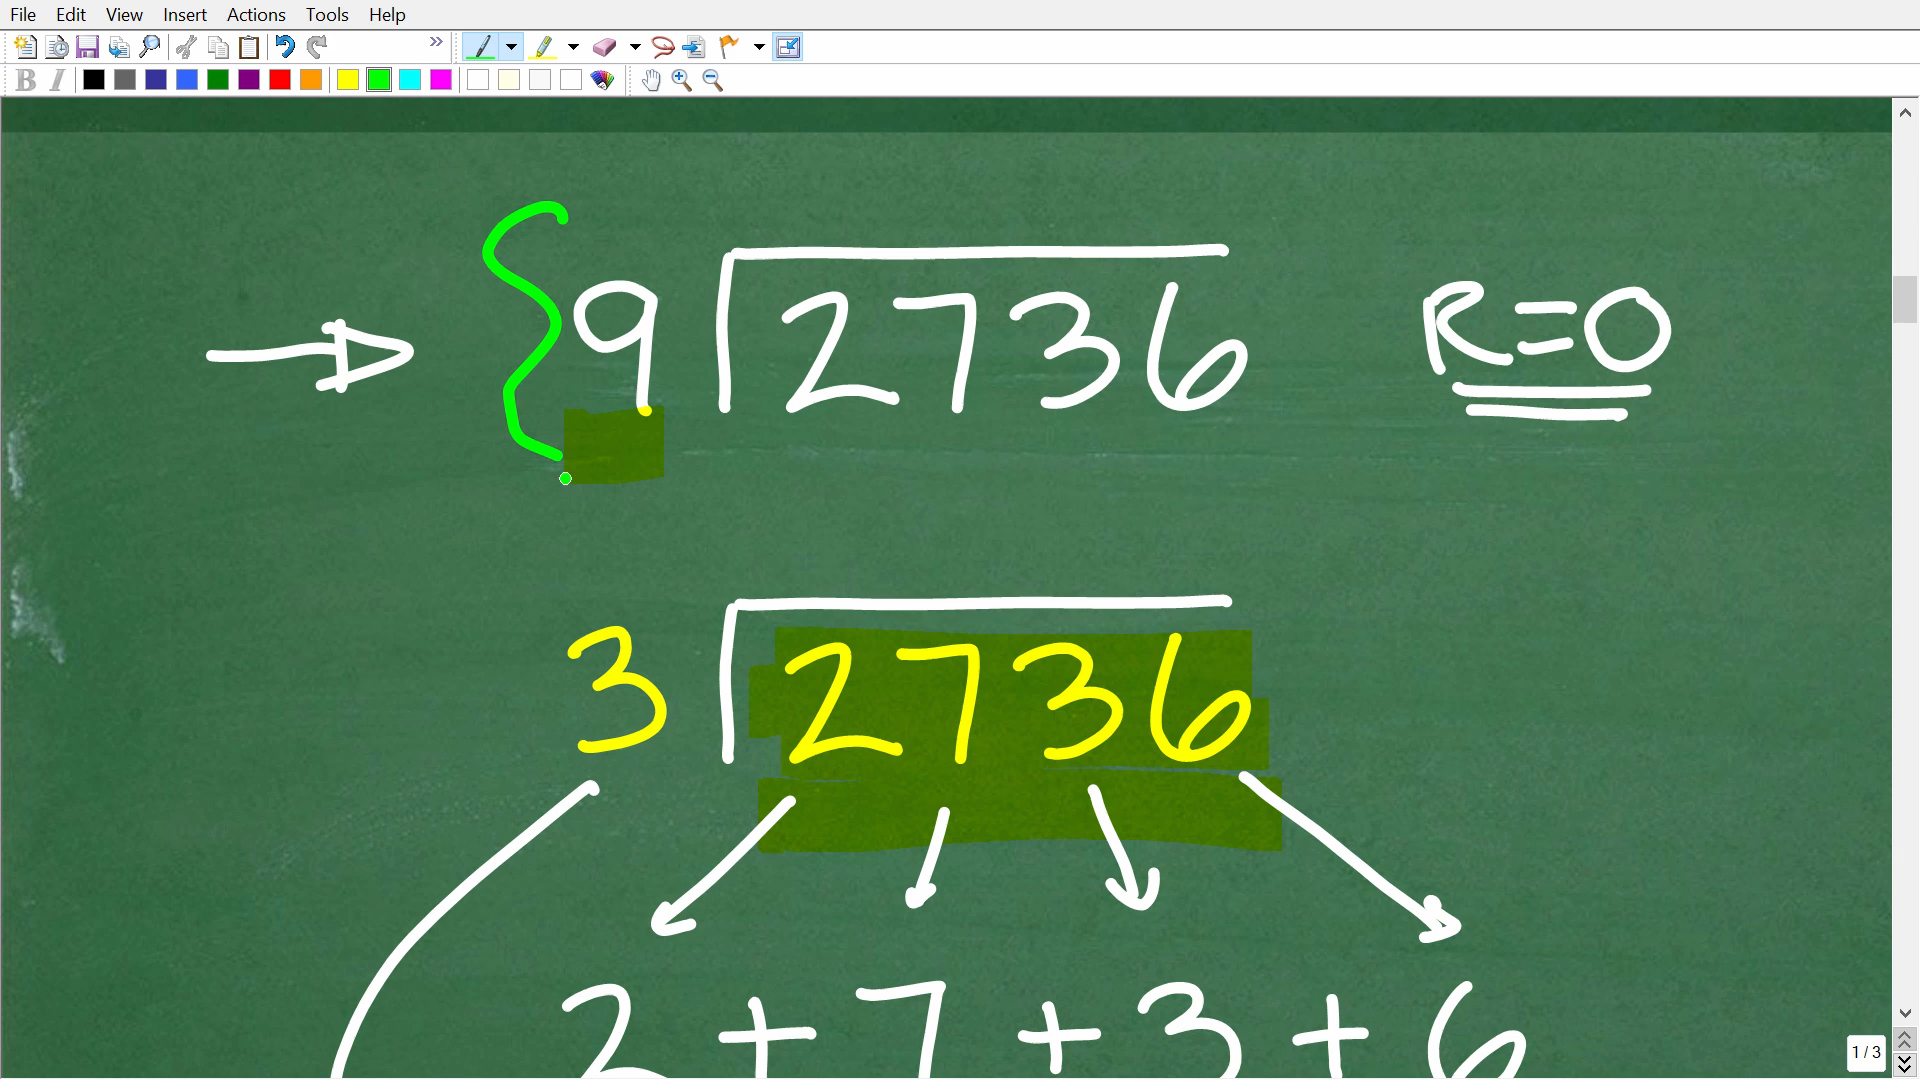 File Edit View Insert Actions Tools Help
B I
9 2736 R=0
3 2736
2 + 7 + 3 + 6
1 / 3